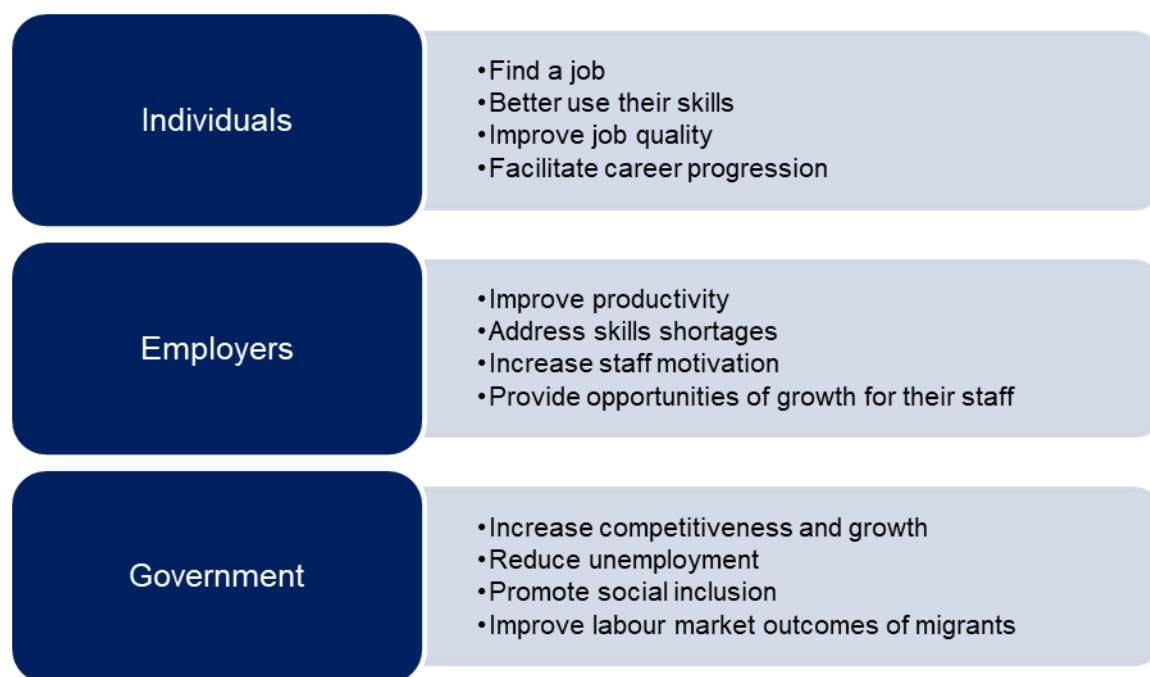 Individuals
•Find a job
•Better use their skills
•Improve job quality
•Facilitate career progression
Employers
•Improve productivity
•Address skills shortages
•Increase staff motivation
•Provide opportunities of growth for their staff
Government
•Increase competitiveness and growth
•Reduce unemployment
•Promote social inclusion
•Improve labour market outcomes of migrants